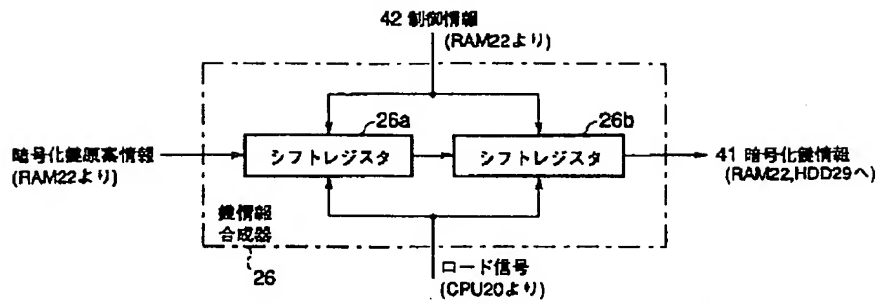 42 制御情報
(RAM22より)
26a
26b
暗号化鍵原案情報
(RAM22より)
シフトレジスタ
シフトレジスタ
41 暗号化鍵情報
(RAM22,HDD29へ)
鍵情報
合成器
26
ロード信号
(CPU20より)